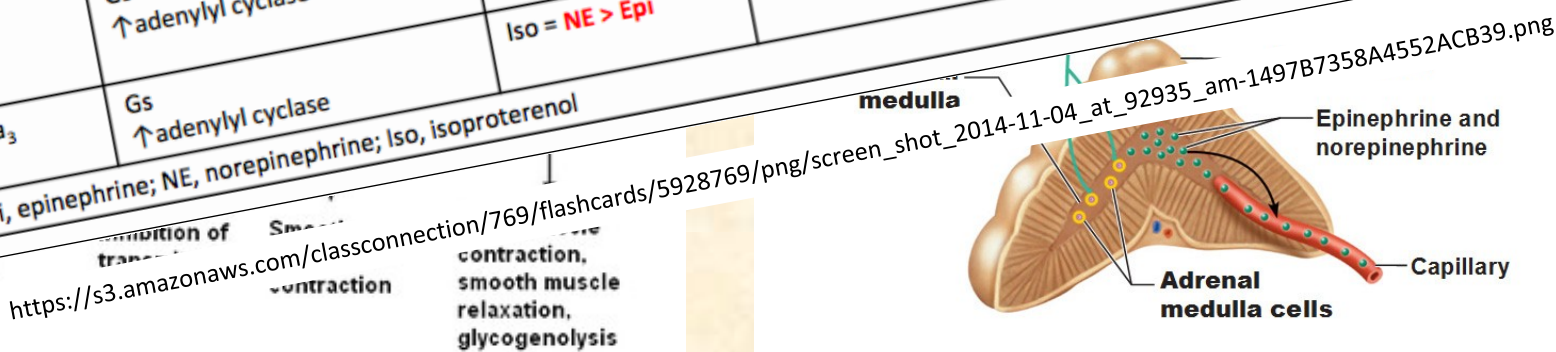 ↑adenylyl cyclase
Iso = NE > Epi
Gs
↑adenylyl cyclase
epinephrine; NE, norepinephrine; Iso, isoproterenol
https://s3.amazonaws.com/classconnection/769/flashcards/5928769/png/screen_shot_2014-11-04_at_92935_am-1497B7358A4552ACB39.png
of
contraction
contraction,
smooth muscle
relaxation,
glycogenolysis
medulla
Epinephrine and
norepinephrine
Capillary
Adrenal
medulla cells